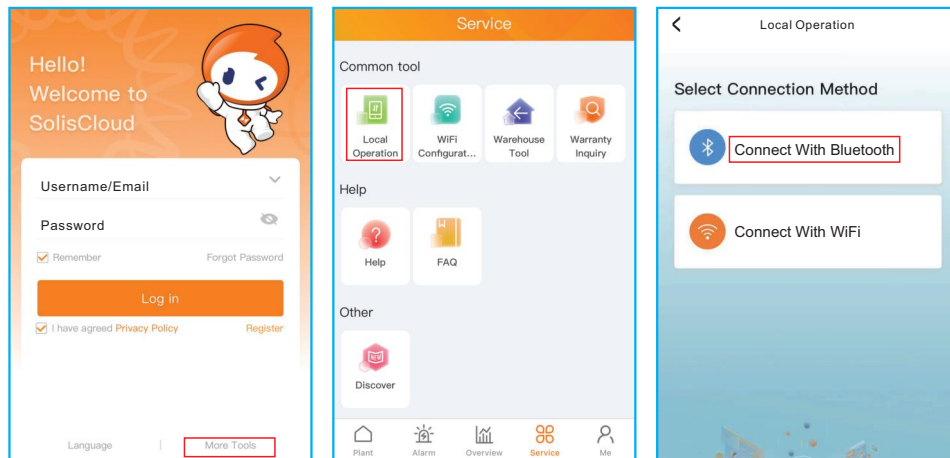 Hello!
Welcome to
SolisCloud
Username/Email
Password
Remember Forgot Password
Log in
I have agreed Privacy Policy Register
Language | More Tools
Service
Common tool
Local
Operation
WiFi
Configurat...
Warehouse
Tool
Warranty
Inquiry
Help
Help
FAQ
Other
NEW
Discover
Plant Alarm Overview Service Me
Local Operation
Select Connection Method
Connect With Bluetooth
Connect With WiFi